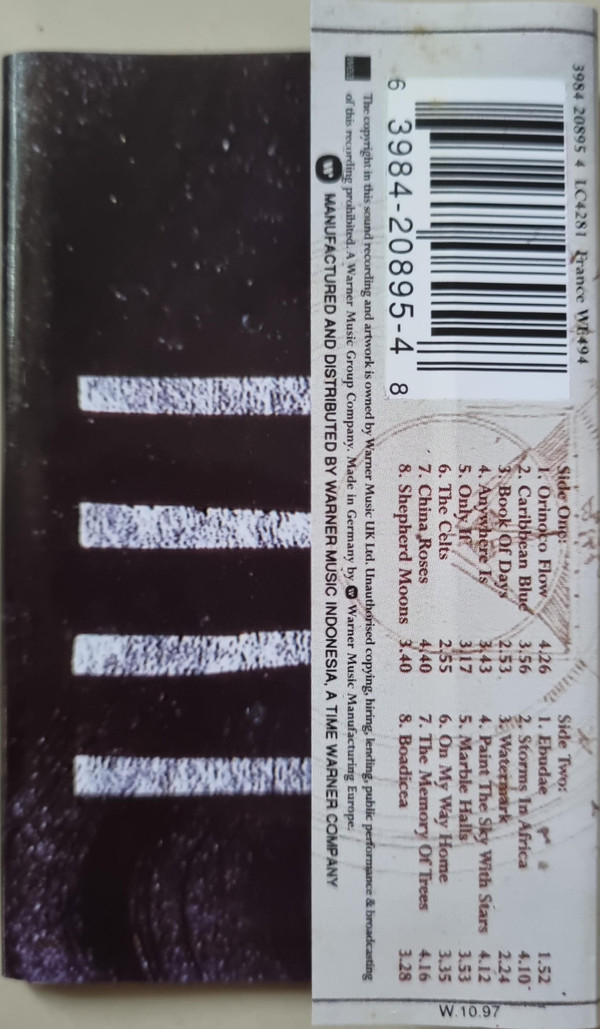 3984 20895 4 LC4281 France WE494
6 3984-20895-4 8
Side One:
1. Orinoco Flow 4.26
2. Caribbean Blue 3.56
3. Book Of Days 2.53
4. Anywhere Is 3.43
5. Only If 3.17
6. The Celts 2.55
7. China Roses 4.40
8. Shepherd Moons 3.40
Side Two:
1. Ebudae 1.52
2. Storms In Africa 4.10
3. Watermark 2.24
4. Paint The Sky With Stars 4.12
5. Marble Halls 3.53
6. On My Way Home 3.35
7. The Memory Of Trees 4.16
8. Boadicea 3.28
The copyright in this sound recording and artwork is owned by Warner Music UK Ltd. Unauthorised copying, hiring, lending, public performance & broadcasting
of this recording prohibited. A Warner Music Group Company. Made in Germany by Warner Music Manufacturing Europe.
MANUFACTURED AND DISTRIBUTED BY WARNER MUSIC INDONESIA, A TIME WARNER COMPANY
W.10.97